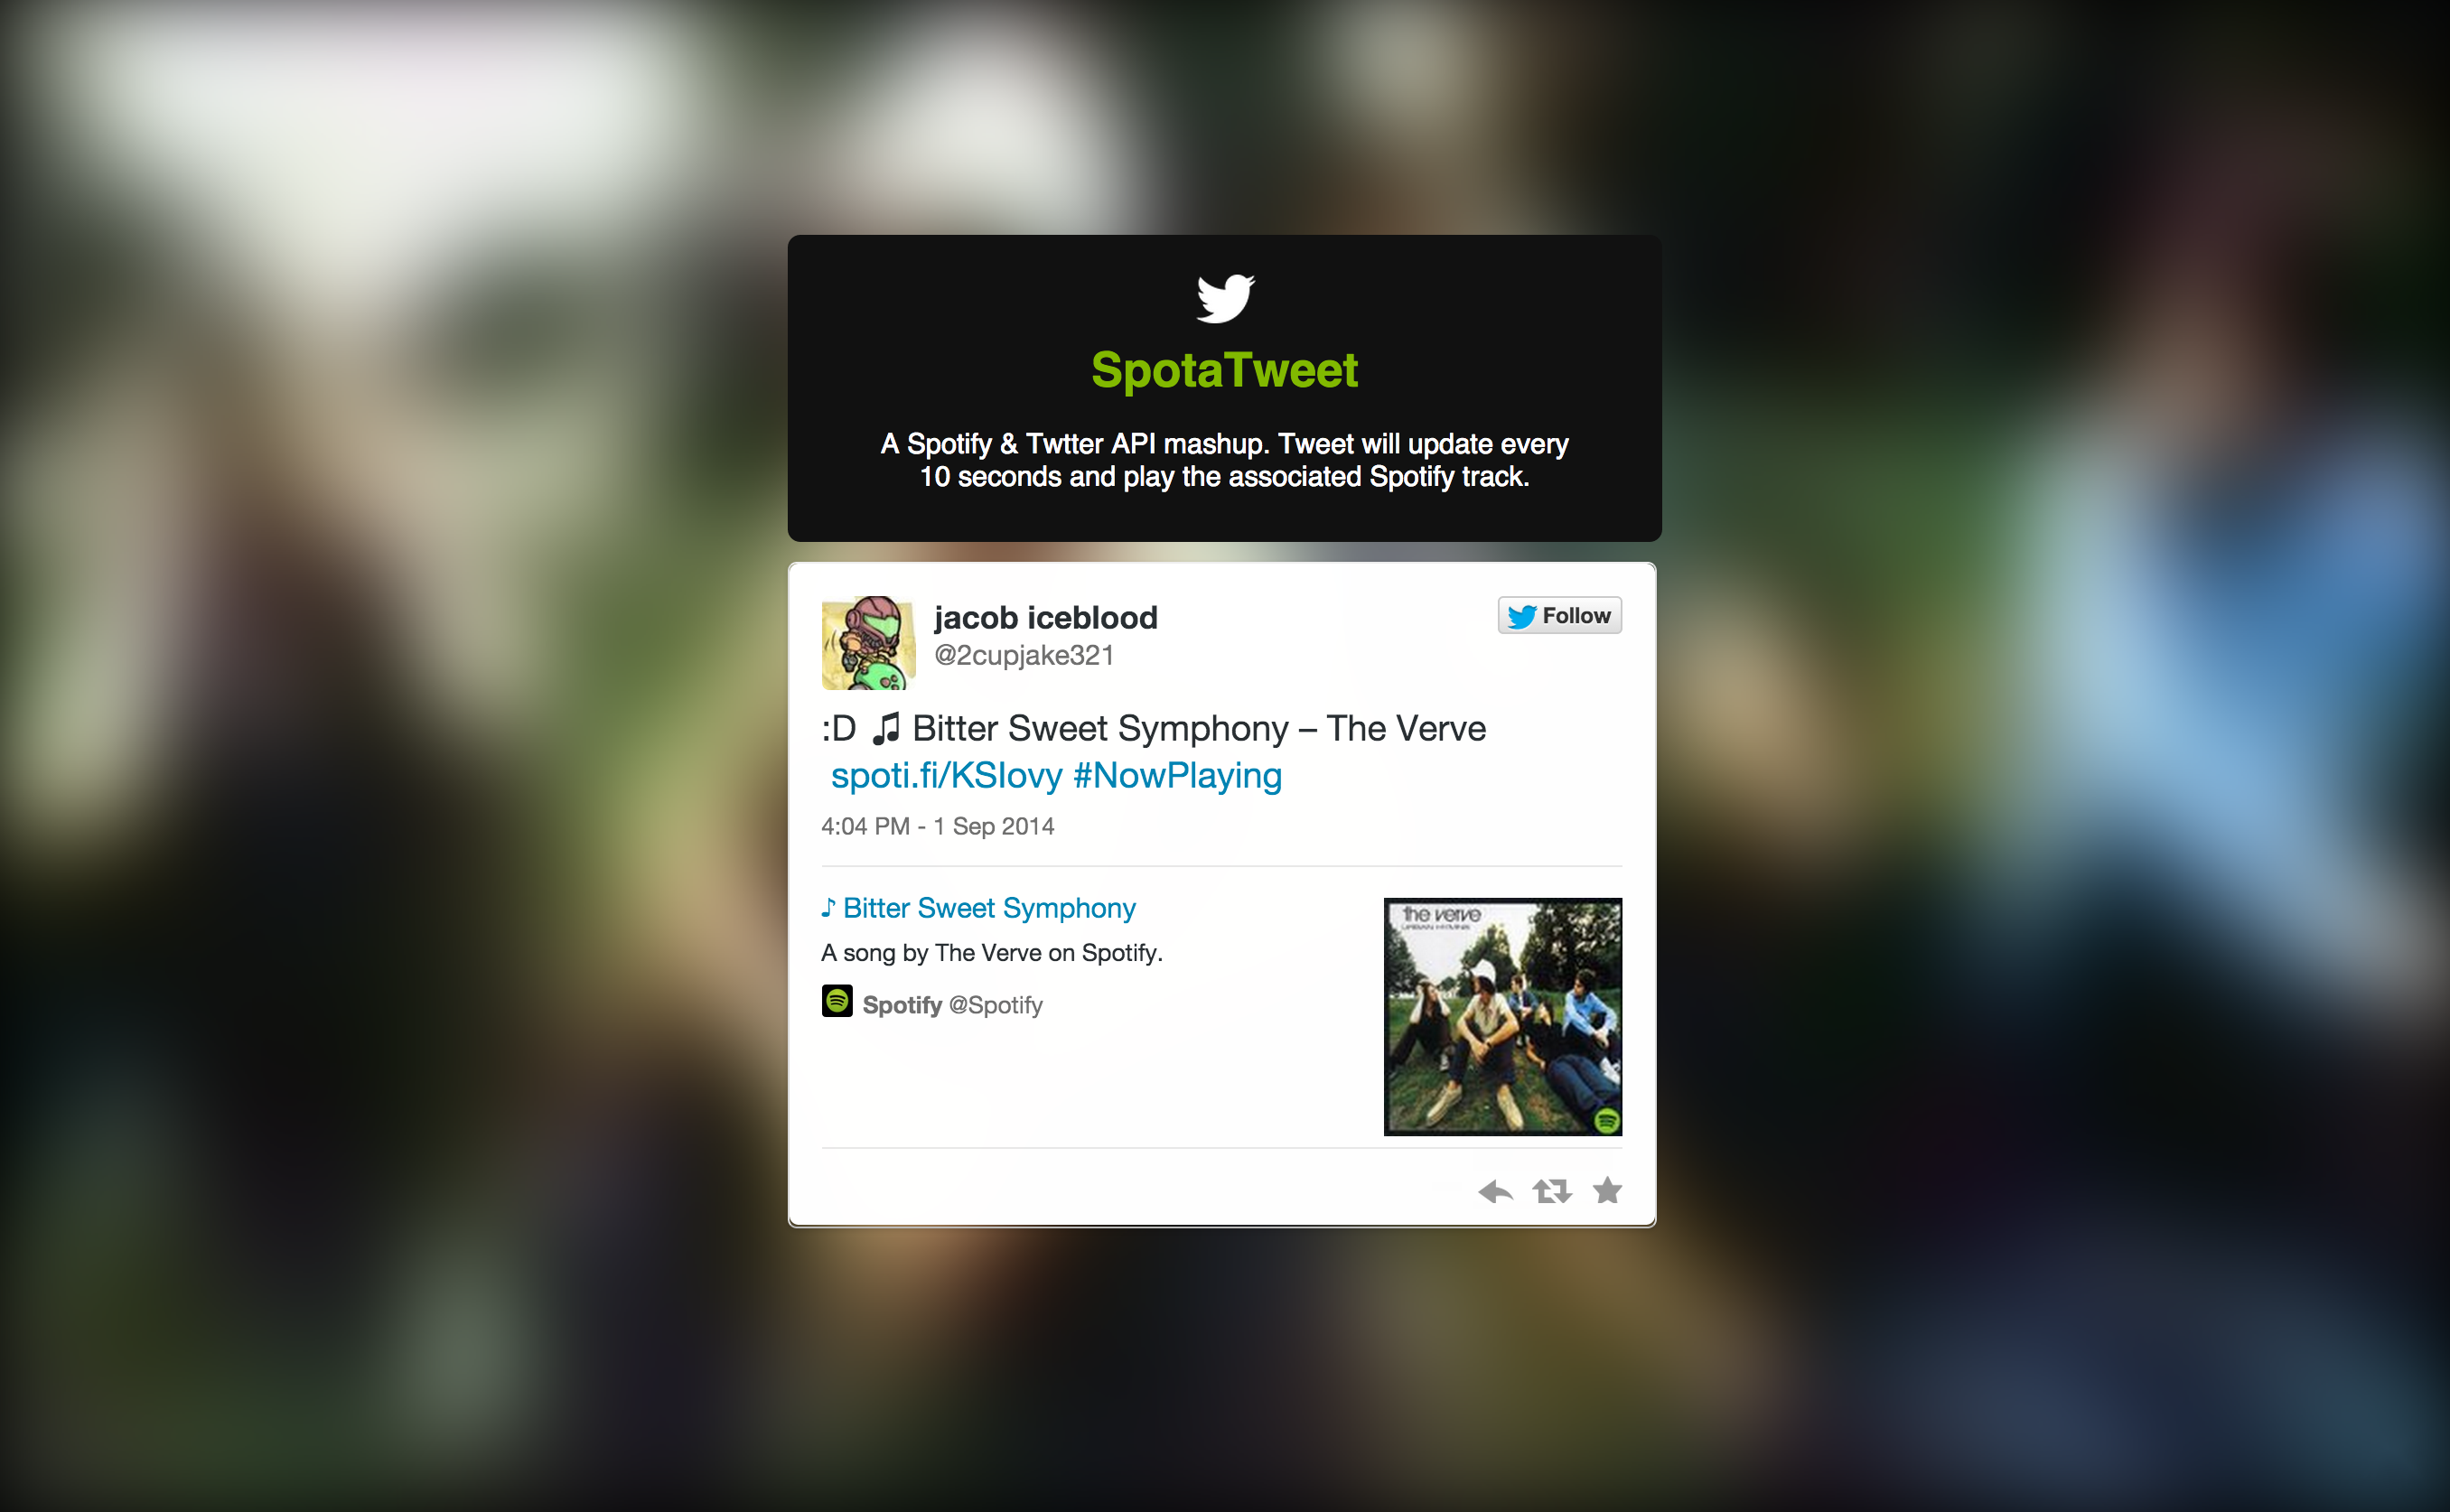 SpotaTweet
A Spotify & Twtter API mashup. Tweet will update every
10 seconds and play the associated Spotify track.
jacob iceblood
Follow
@2cupjake321
:D ♫ Bitter Sweet Symphony – The Verve
spoti.fi/KSlovy #NowPlaying
4:04 PM - 1 Sep 2014
♪ Bitter Sweet Symphony
A song by The Verve on Spotify.
Spotify @Spotify
the verve
URBAN HYMNS